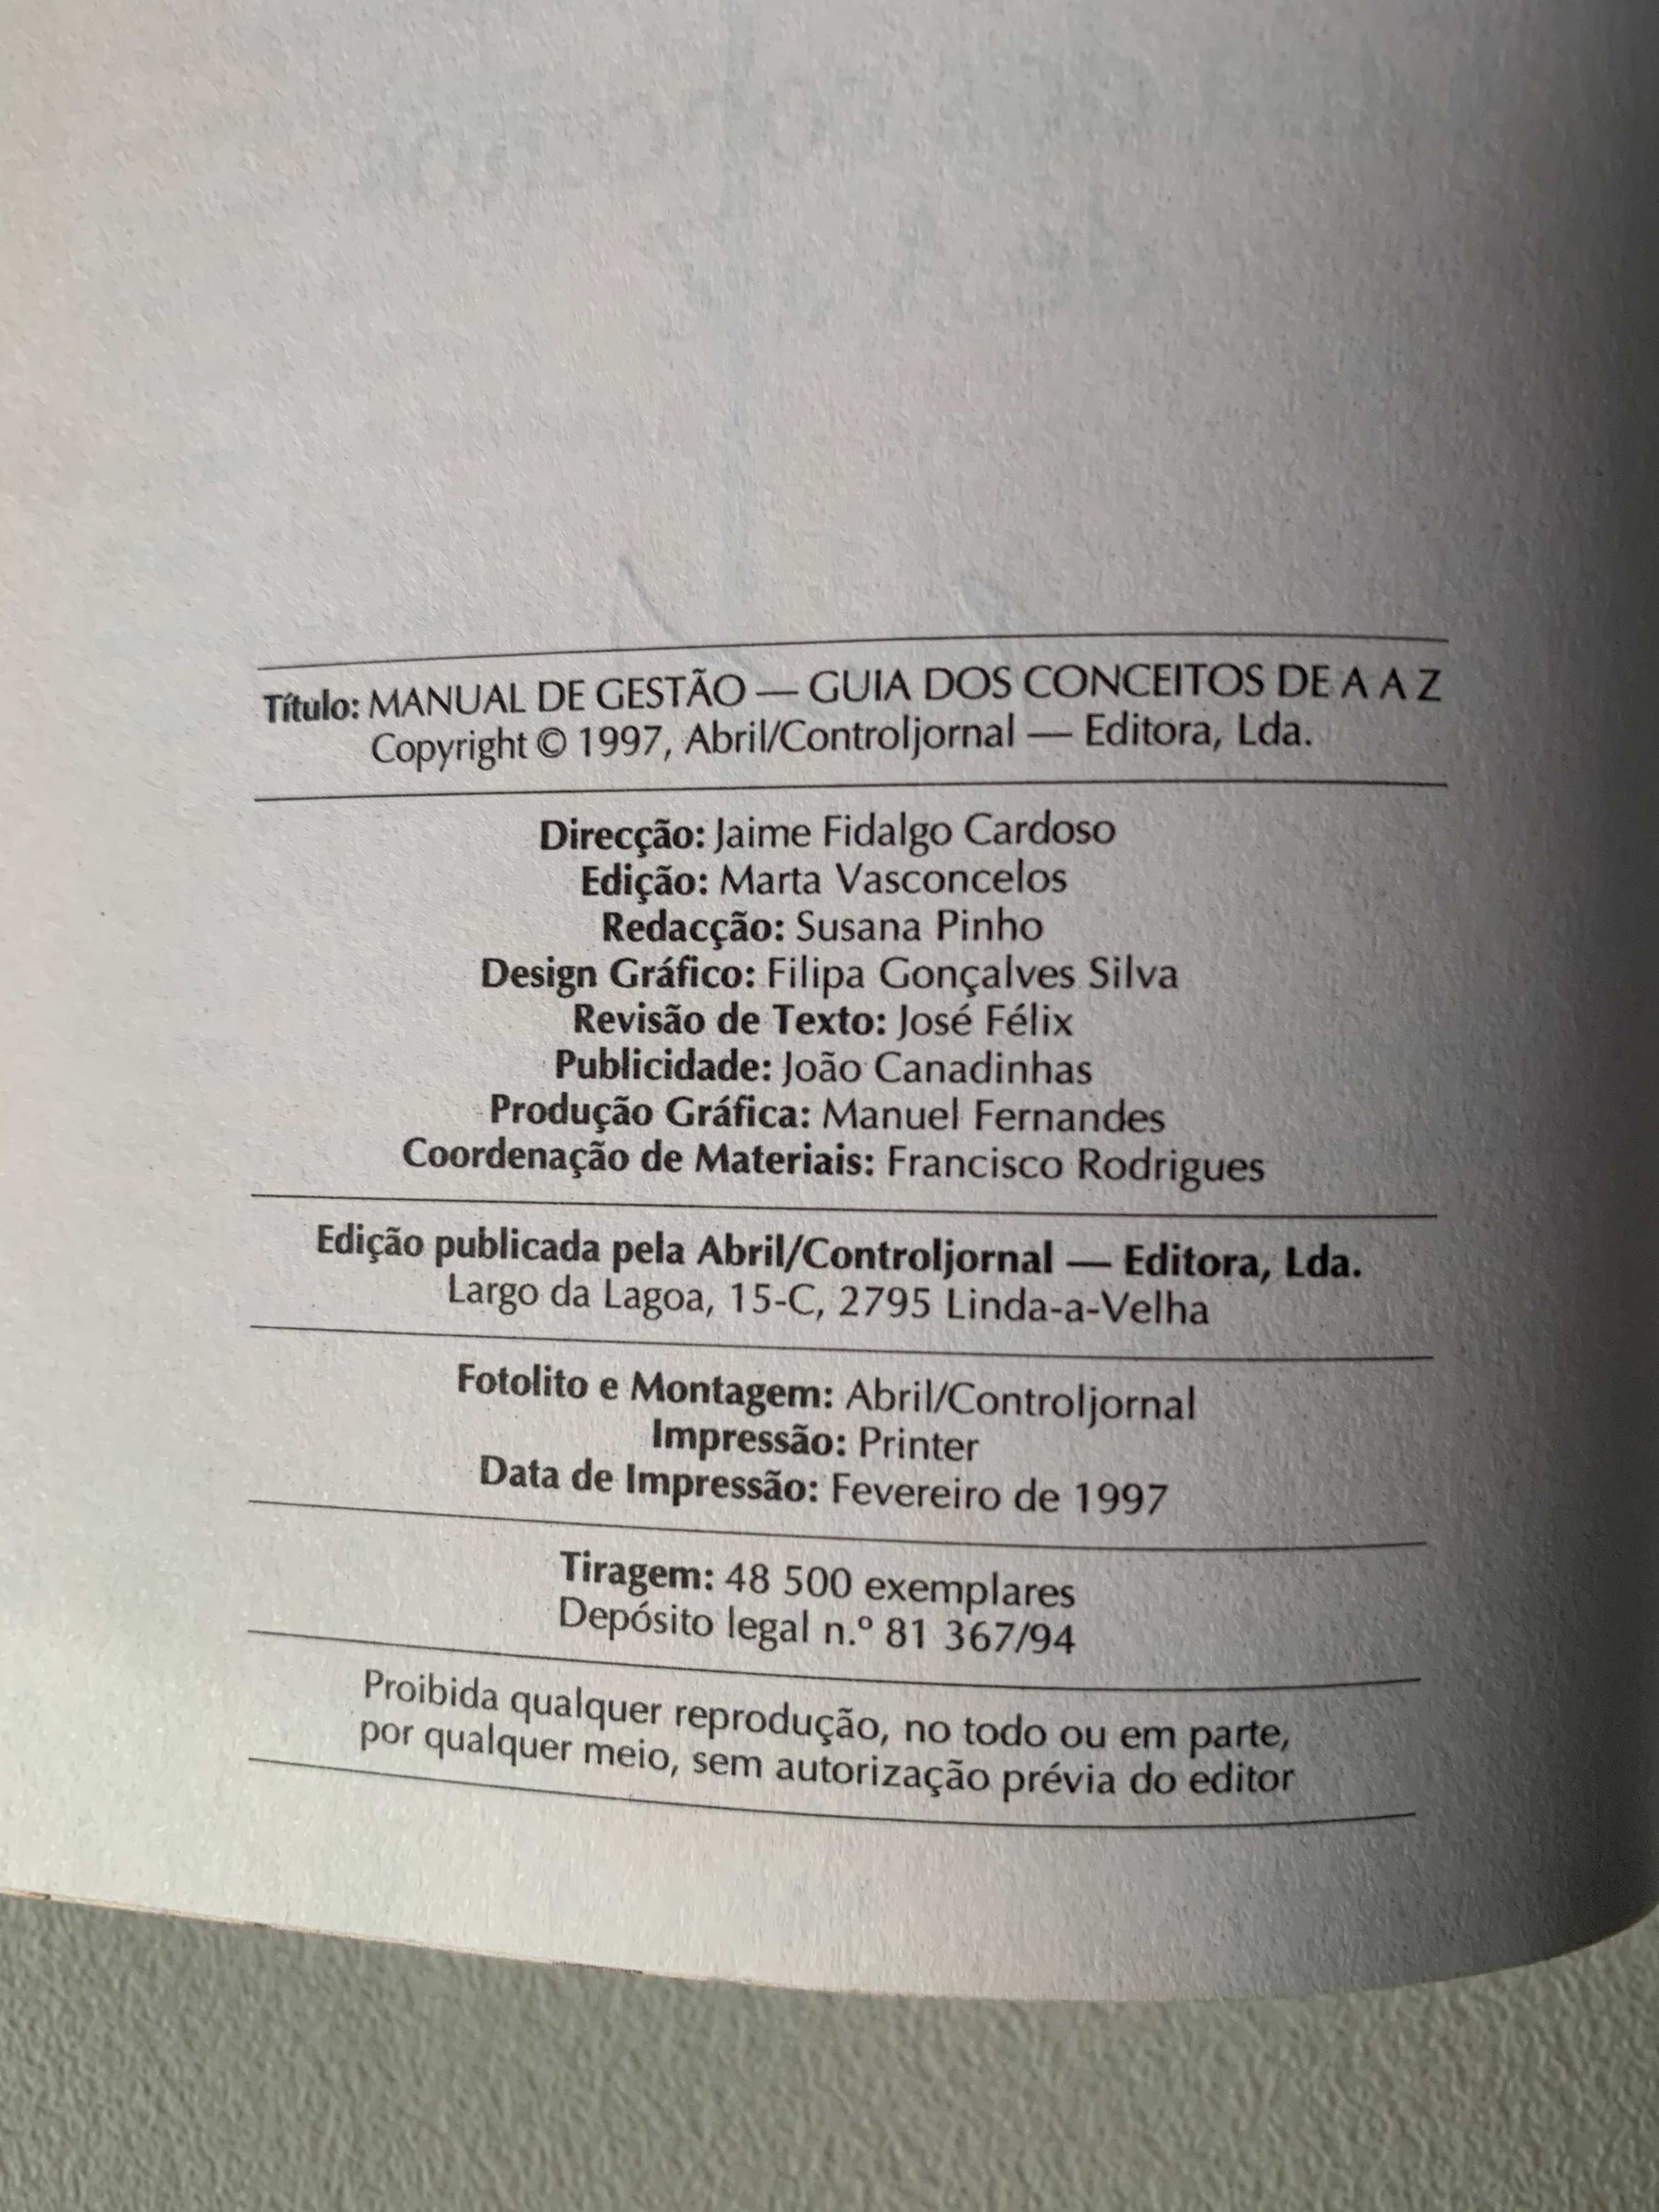 Título: MANUAL DE GESTÃO — GUIA DOS CONCEITOS DE A A Z
Copyright © 1997, Abril/Controljornal — Editora, Lda.
Direcção: Jaime Fidalgo Cardoso
Edição: Marta Vasconcelos
Redacção: Susana Pinho
Design Gráfico: Filipa Gonçalves Silva
Revisão de Texto: José Félix
Publicidade: João Canadinhas
Produção Gráfica: Manuel Fernandes
Coordenação de Materiais: Francisco Rodrigues
Edição publicada pela Abril/Controljornal — Editora, Lda.
Largo da Lagoa, 15-C, 2795 Linda-a-Velha
Fotolito e Montagem: Abril/Controljornal
Impressão: Printer
Data de Impressão: Fevereiro de 1997
Tiragem: 48 500 exemplares
Depósito legal n.º 81 367/94
Proibida qualquer reprodução, no todo ou em parte,
por qualquer meio, sem autorização prévia do editor